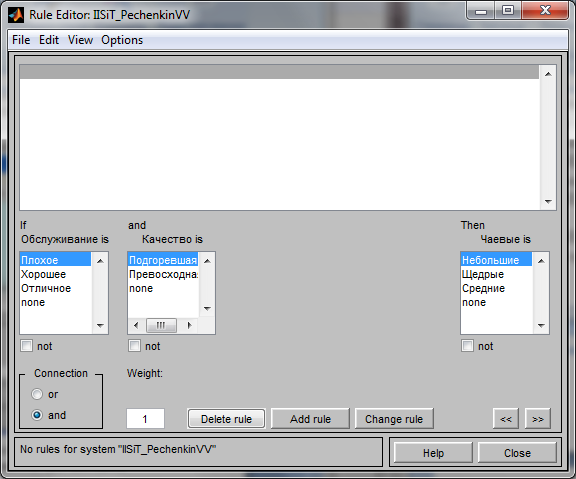 Rule Editor: IISiT_PechenkinVV
File Edit View Options
If and Then
Обслуживание is Качество is Чаевые is
Плохое
Хорошее
Отличное
none
Подгоревшая
Превосходна
none
Небольшие
Щедрые
Средние
none
not not not
Connection
or
and
Weight:
1
Delete rule Add rule Change rule << >>
No rules for system "IISiT_PechenkinVV"
Help Close